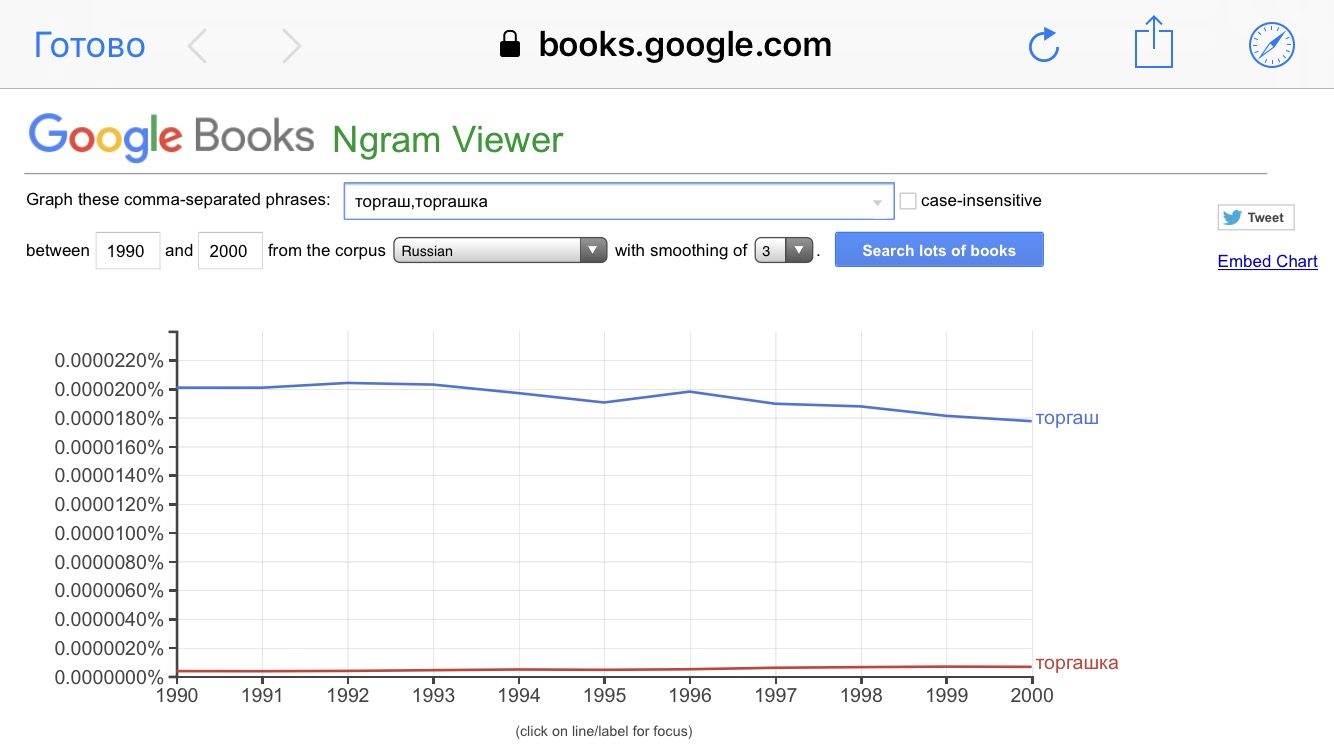 Готово books.google.com
Google Books Ngram Viewer
Graph these comma-separated phrases: торгаш,торгашка case-insensitive
Tweet
between 1990 and 2000 from the corpus Russian with smoothing of 3 . Search lots of books
Embed Chart
0.0000220%
0.0000200%
0.0000180% торгаш
0.0000160%
0.0000140%
0.0000120%
0.0000100%
0.0000080%
0.0000060%
0.0000040%
0.0000020%
торгашка
0.0000000%
1990 1991 1992 1993 1994 1995 1996 1997 1998 1999 2000
(click on line/label for focus)